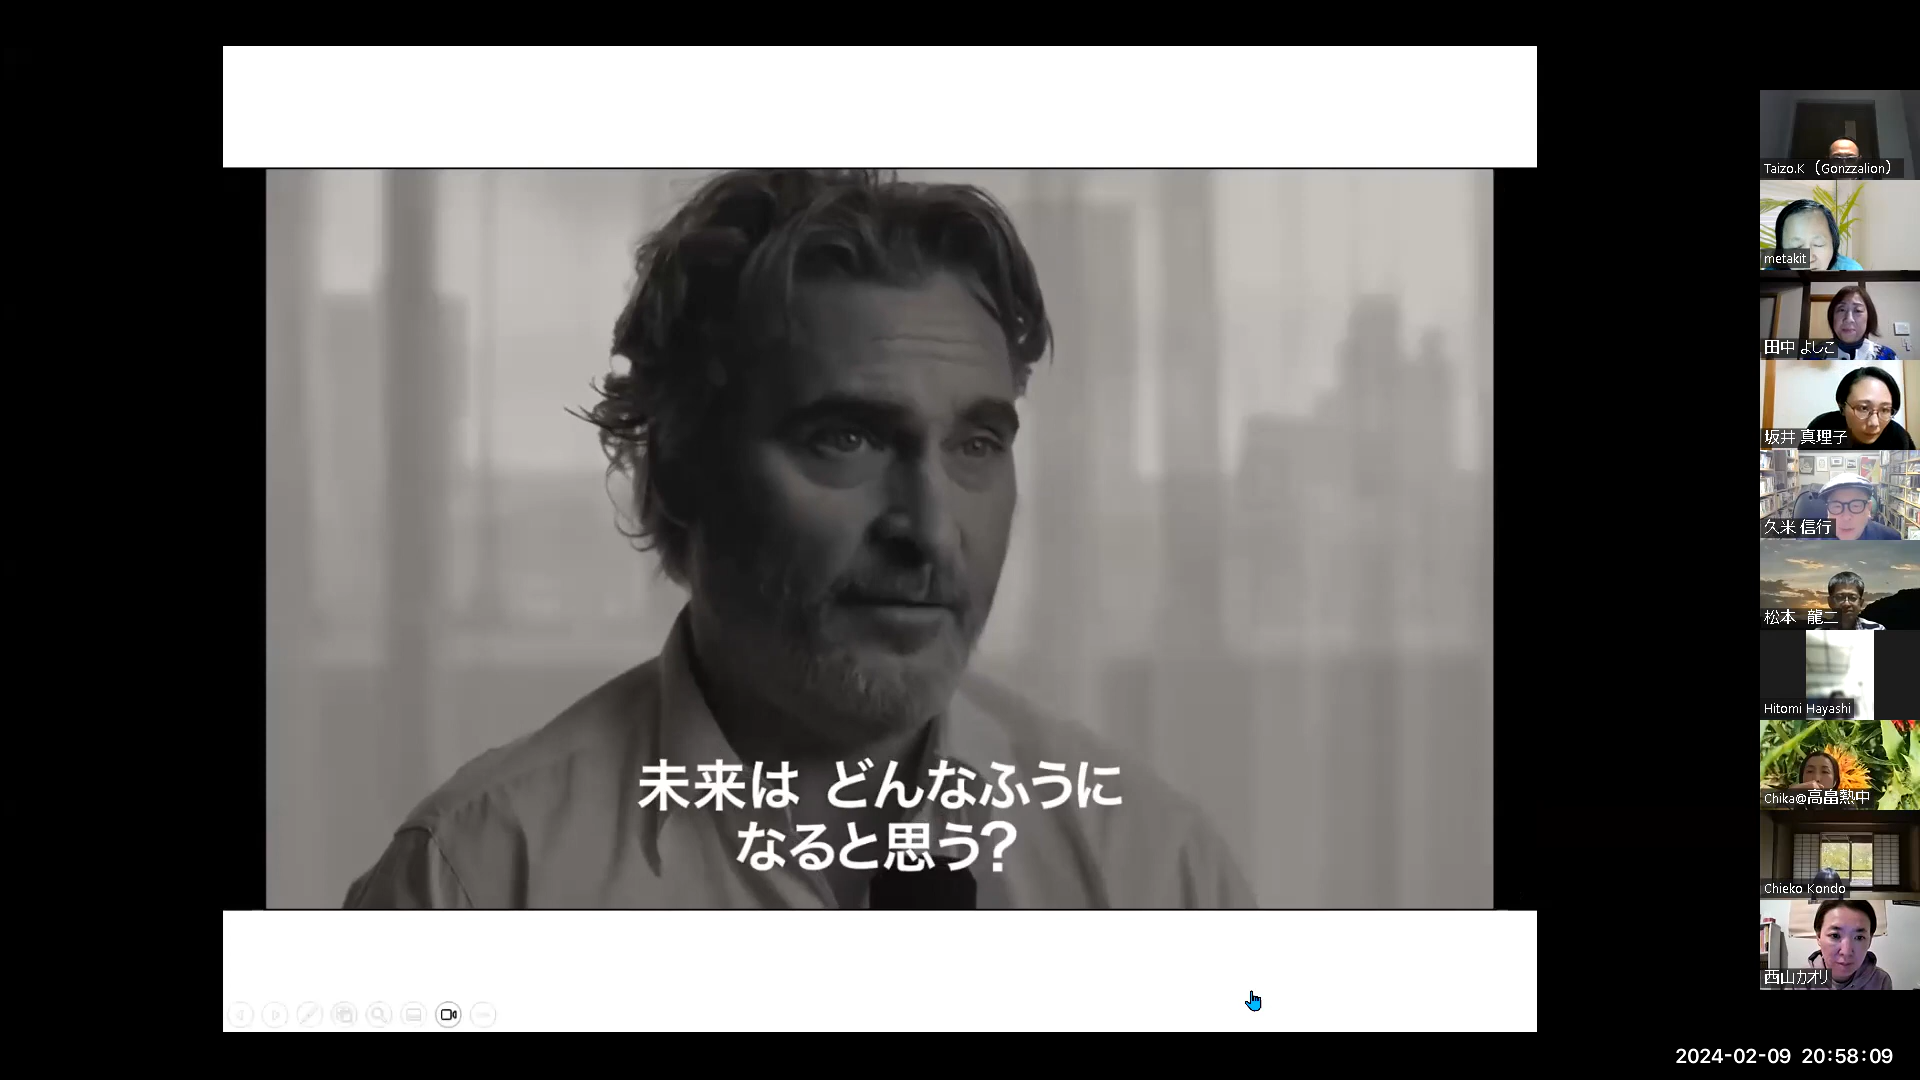 未来は どんなふうに
なると思う?
Taizo.K（Gonzzalion）
metakit
田中 よしこ
坂井 真理子
久米 信行
松本 龍二
Hitomi Hayashi
Chika@高畠熱中
Chieko Kondo
西山カオリ
2024-02-09 20:58:09